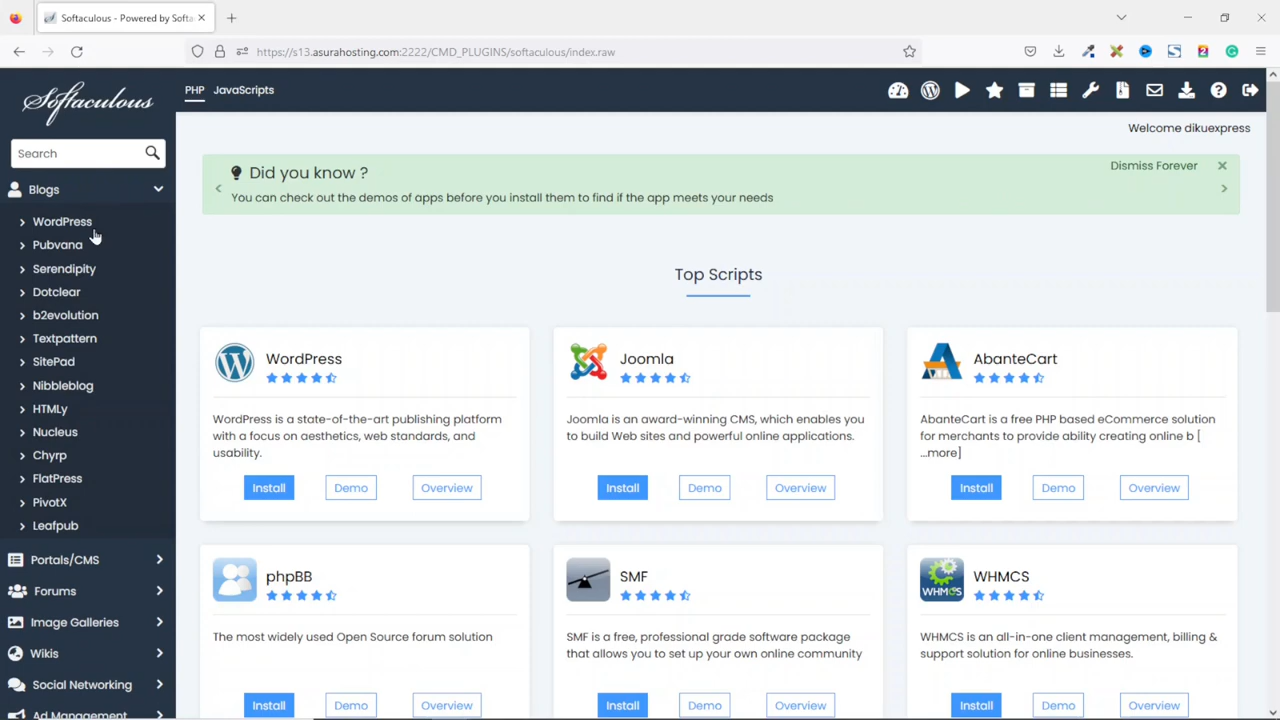 Softaculous - Powered by Softa
https://s13.asurahosting.com:2222/CMD_PLUGINS/softaculous/index.raw
Softaculous
PHP
JavaScripts
Welcome dikuexpress
Search
Blogs
WordPress
Pubvana
Serendipity
Dotclear
b2evolution
Textpattern
SitePad
Nibbleblog
HTMLy
Nucleus
Chyrp
FlatPress
PivotX
Leafpub
Portals/CMS
Forums
Image Galleries
Wikis
Social Networking
Ad Management
Did you know ?
Dismiss Forever
You can check out the demos of apps before you install them to find if the app meets your needs
Top Scripts
WordPress
WordPress is a state-of-the-art publishing platform
with a focus on aesthetics, web standards, and
usability.
Install
Demo
Overview
Joomla
Joomla is an award-winning CMS, which enables you
to build Web sites and powerful online applications.
Install
Demo
Overview
AbanteCart
AbanteCart is a free PHP based eCommerce solution
for merchants to provide ability creating online b [
...more]
Install
Demo
Overview
phpBB
The most widely used Open Source forum solution
Install
Demo
Overview
SMF
SMF is a free, professional grade software package
that allows you to set up your own online community
Install
Demo
Overview
WHMCS
WHMCS
WHMCS is an all-in-one client management, billing &
support solution for online businesses.
Install
Demo
Overview